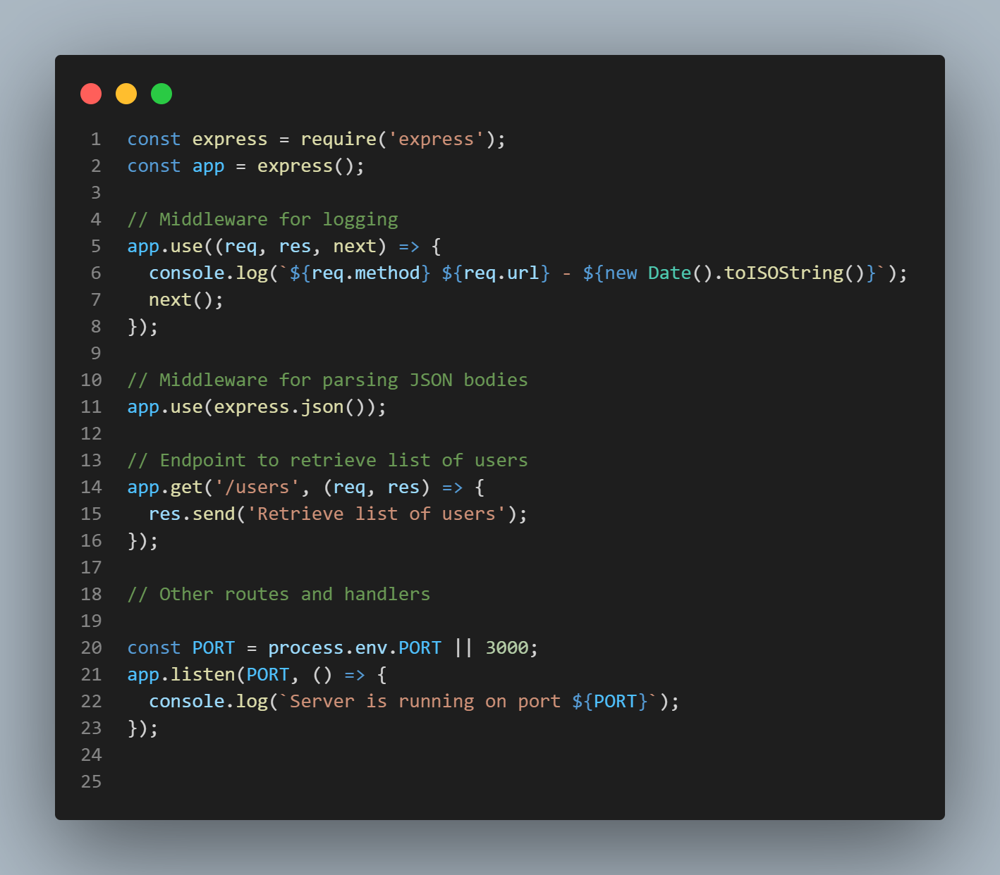 1 const express = require('express');
2 const app = express();
3
4 // Middleware for logging
5 app.use((req, res, next) => {
6   console.log(`${req.method} ${req.url} - ${new Date().toISOString()}`);
7   next();
8 });
9
10 // Middleware for parsing JSON bodies
11 app.use(express.json());
12
13 // Endpoint to retrieve list of users
14 app.get('/users', (req, res) => {
15   res.send('Retrieve list of users');
16 });
17
18 // Other routes and handlers
19
20 const PORT = process.env.PORT || 3000;
21 app.listen(PORT, () => {
22   console.log(`Server is running on port ${PORT}`);
23 });
24
25